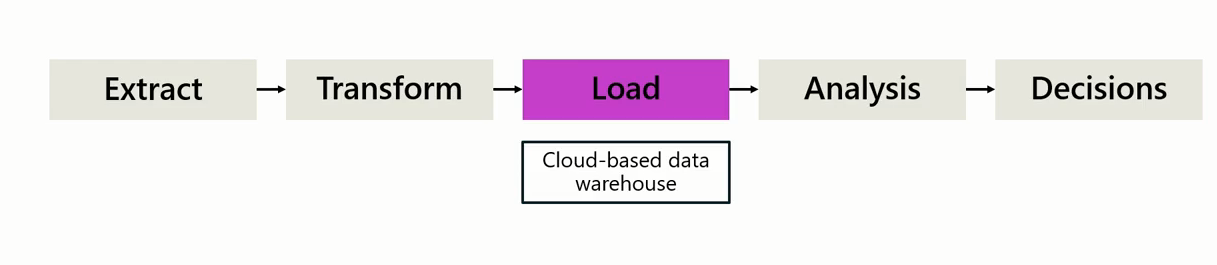 Extract
Transform
Load
Analysis
Decisions
Cloud-based data
warehouse